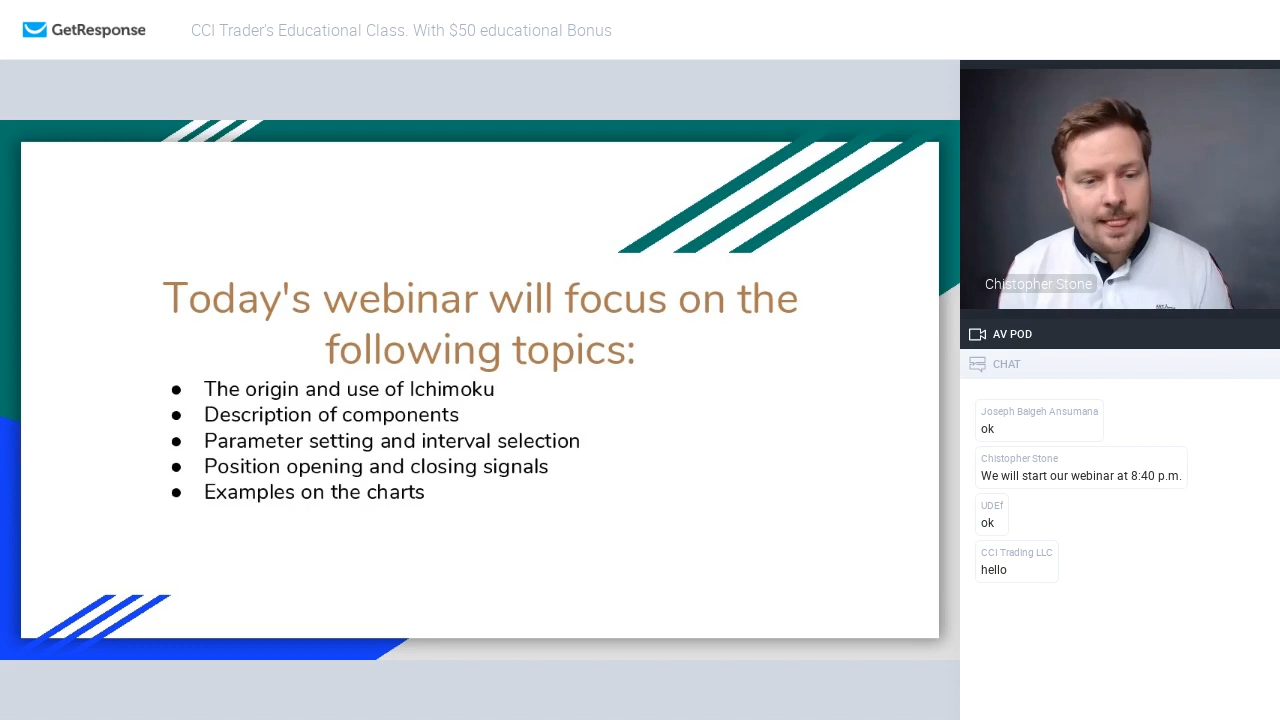 GetResponse
CCI Trader's Educational Class. With $50 educational Bonus
Today's webinar will focus on the
following topics:
● The origin and use of Ichimoku
● Description of components
● Parameter setting and interval selection
● Position opening and closing signals
● Examples on the charts
Chistopher Stone
AV POD
CHAT
Joseph Baigeh Ansumana
ok
Chistopher Stone
We will start our webinar at 8:40 p.m.
UDEf
ok
CCI Trading LLC
hello